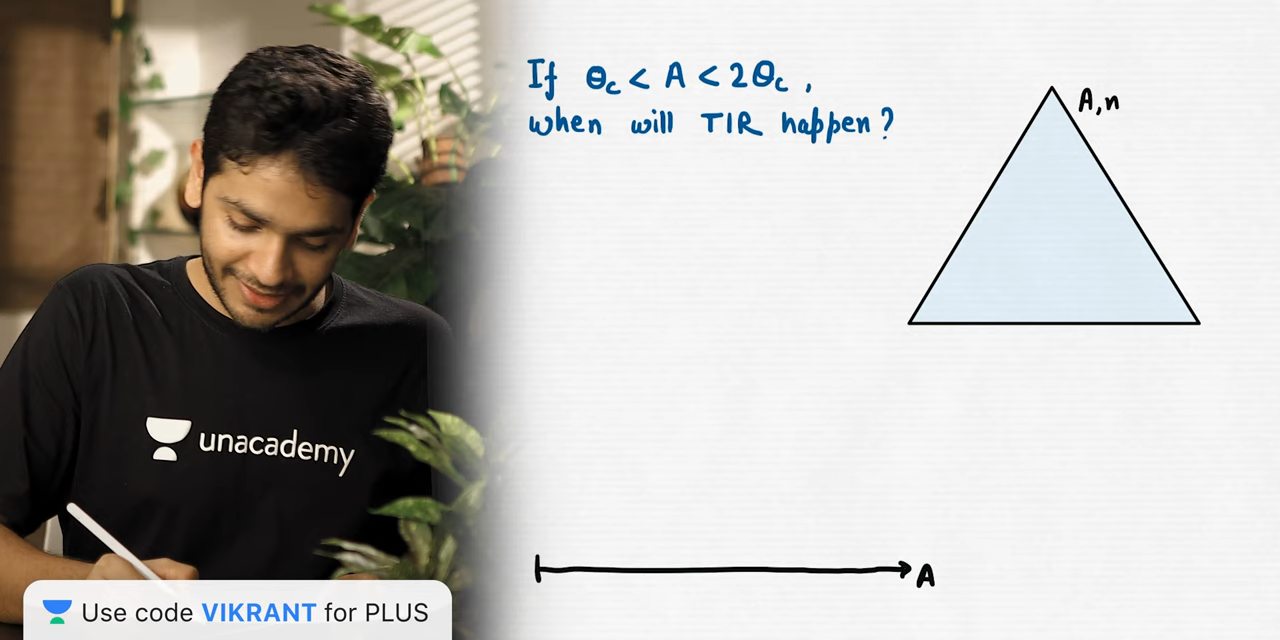 If θc < A < 2θc ,
when will TIR happen?
A,n
unacademy
A
Use code VIKRANT for PLUS